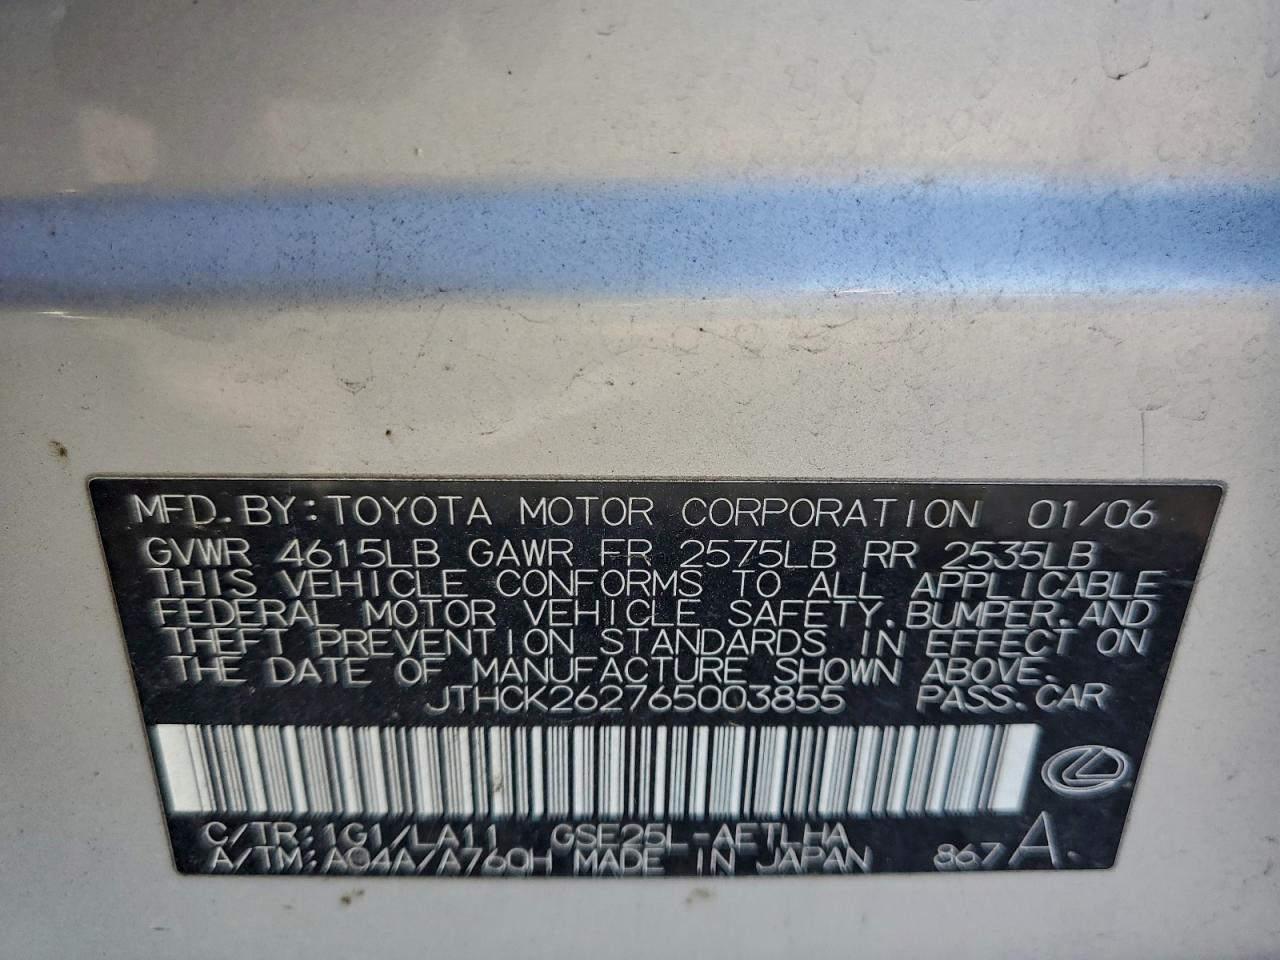 MFD. BY: TOYOTA MOTOR CORPORATION 01/06
GVWR 4615LB GAWR FR 2575LB RR 2535LB
THIS VEHICLE CONFORMS TO ALL APPLICABLE
FEDERAL MOTOR VEHICLE SAFETY, BUMPER, AND
THEFT PREVENTION STANDARDS IN EFFECT ON
THE DATE OF MANUFACTURE SHOWN ABOVE.
JTHCK262765003855 PASS. CAR
C/TR: 1G1/LA11 GSE25L-AETLHA
A/TM: A04A/A760H MADE IN JAPAN 867 A.